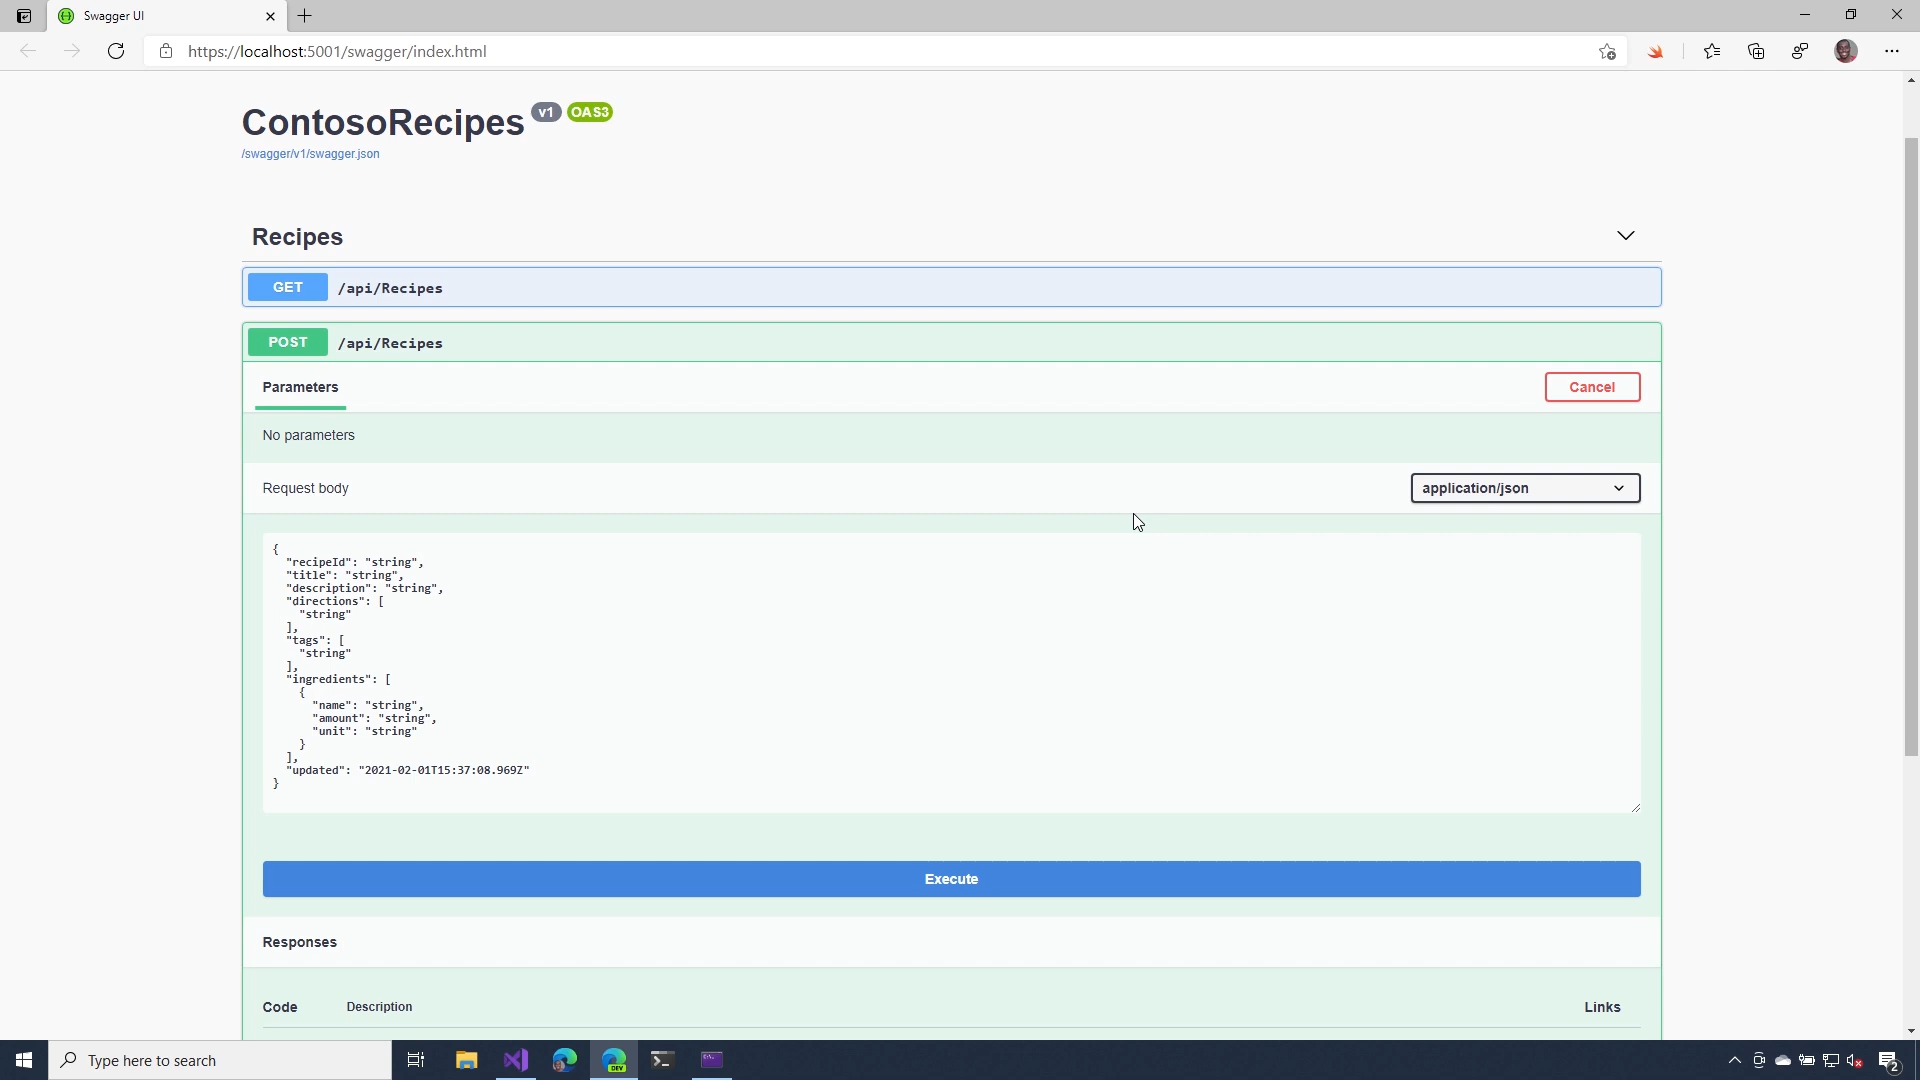 Swagger UI
https://localhost:5001/swagger/index.html
ContosoRecipes v1 OAS3
/swagger/v1/swagger.json
Recipes
GET /api/Recipes
POST /api/Recipes
Parameters Cancel
No parameters
Request body application/json
{
"recipeId": "string",
"title": "string",
"description": "string",
"directions": [
"string"
],
"tags": [
"string"
],
"ingredients": [
{
"name": "string",
"amount": "string",
"unit": "string"
}
],
"updated": "2021-02-01T15:37:08.969Z"
}
Execute
Responses
Code Description Links
Type here to search
DEV
2